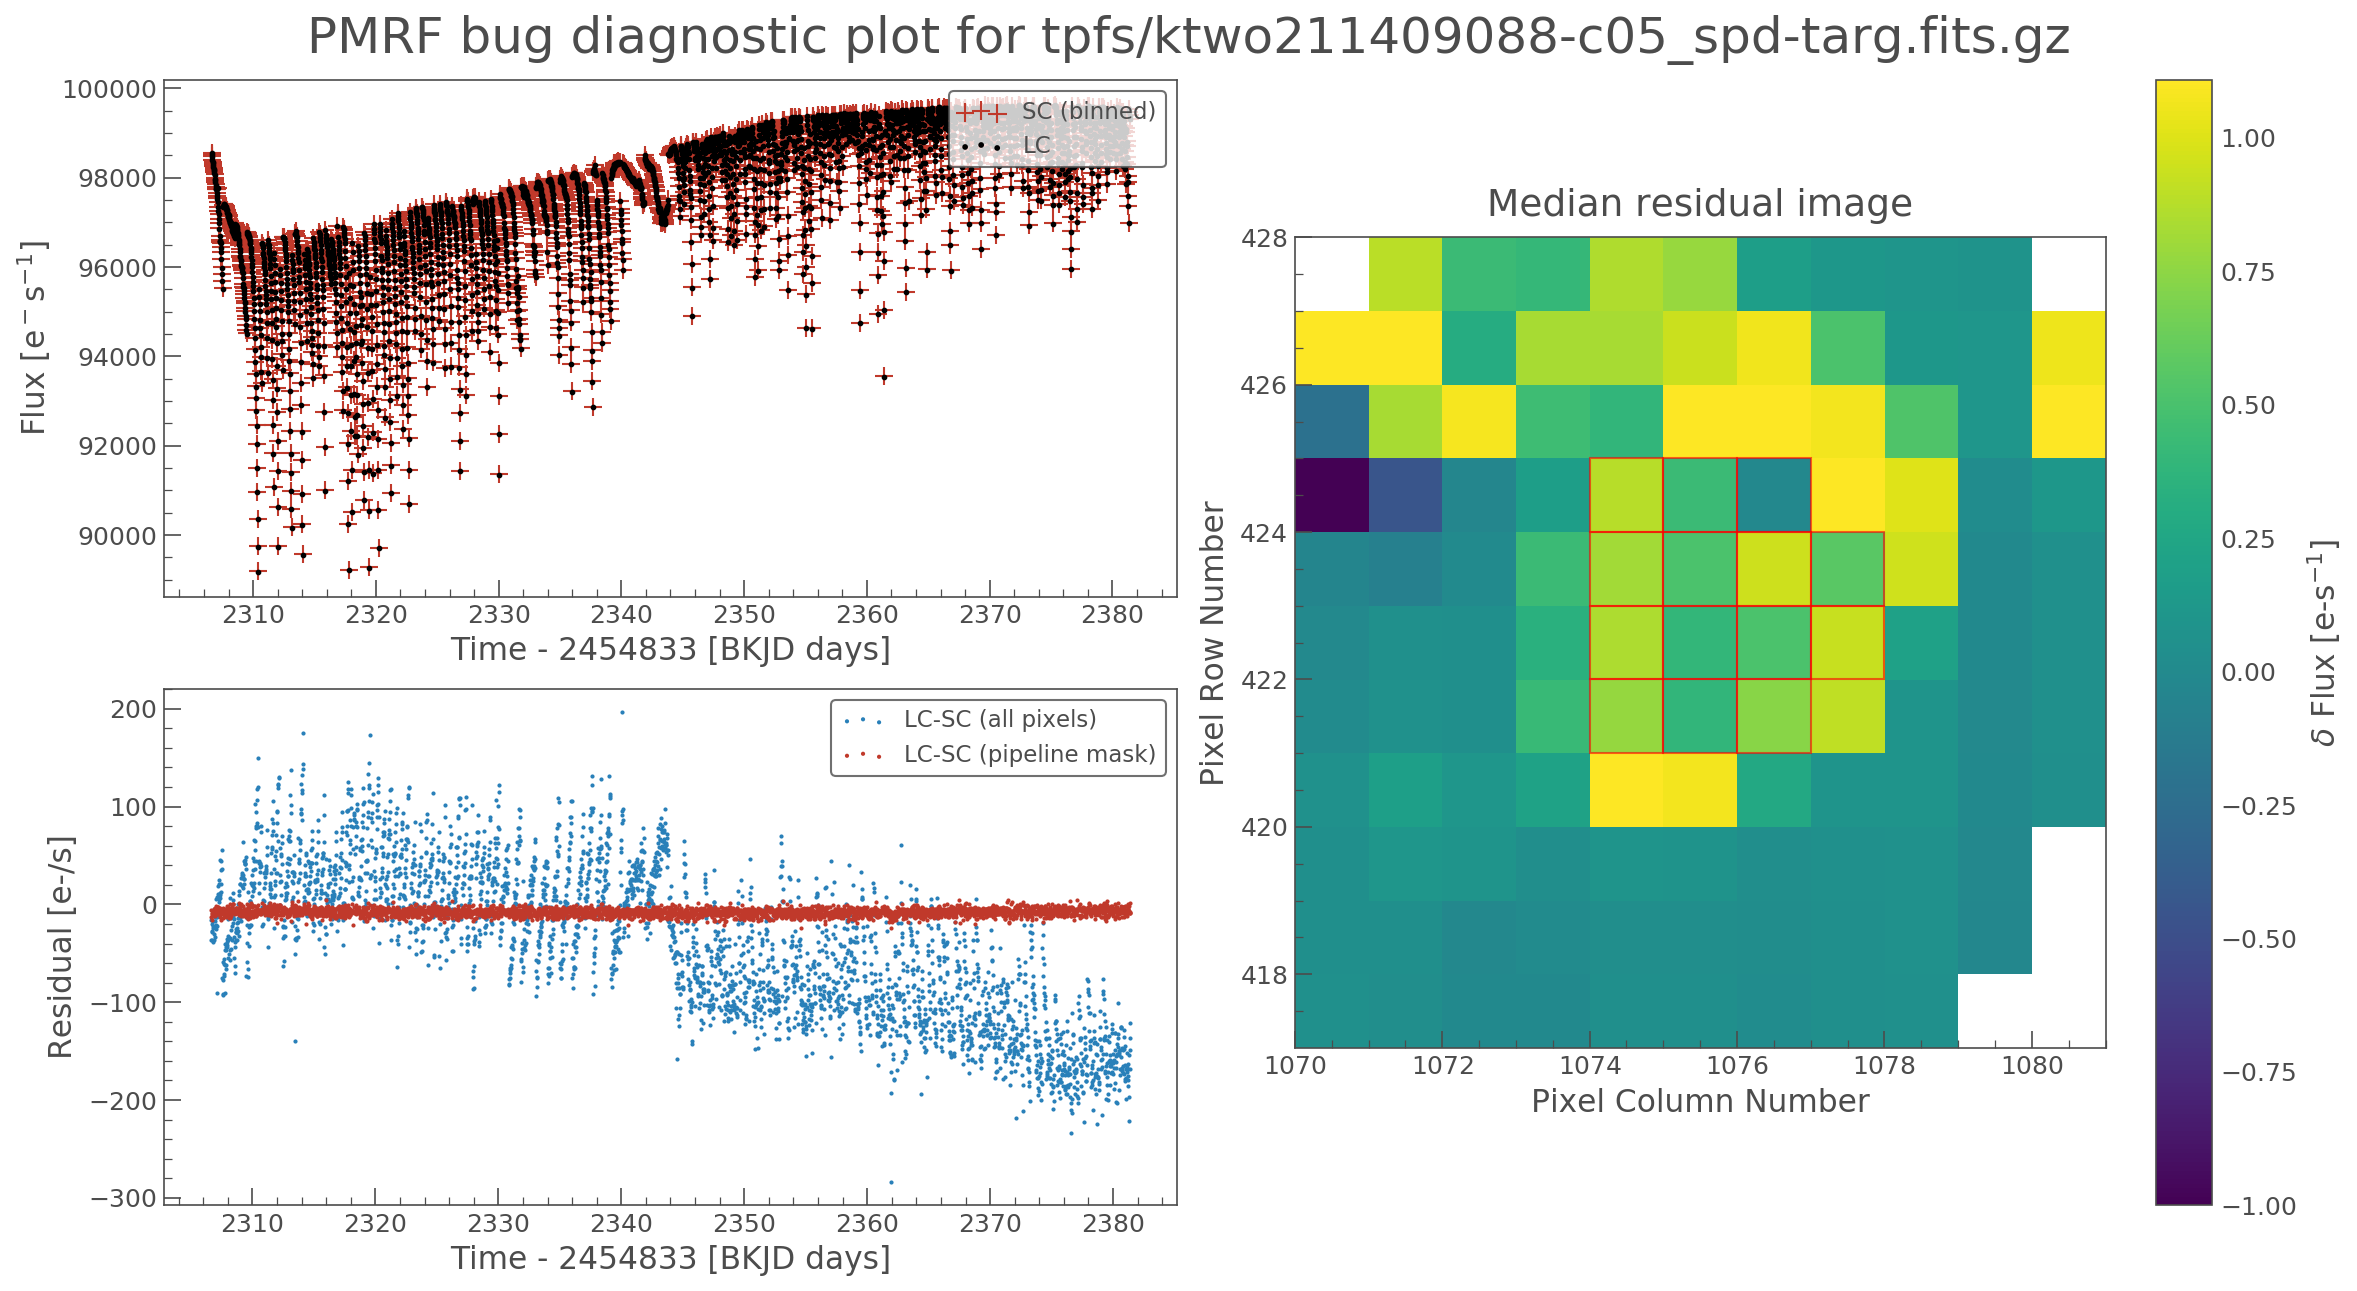 PMRF bug diagnostic plot for tpfs/ktwo211409088-c05_spd-targ.fits.gz
100000
98000
96000
94000
92000
90000
Flux [e⁻s⁻¹]
SC (binned)
LC
2310 2320 2330 2340 2350 2360 2370 2380
Time - 2454833 [BKJD days]
200
100
0
−100
−200
−300
Residual [e-/s]
LC-SC (all pixels)
LC-SC (pipeline mask)
2310 2320 2330 2340 2350 2360 2370 2380
Time - 2454833 [BKJD days]
Median residual image
428
426
424
422
420
418
Pixel Row Number
1070 1072 1074 1076 1078 1080
Pixel Column Number
1.00
0.75
0.50
0.25
0.00
−0.25
−0.50
−0.75
−1.00
δ Flux [e-s⁻¹]